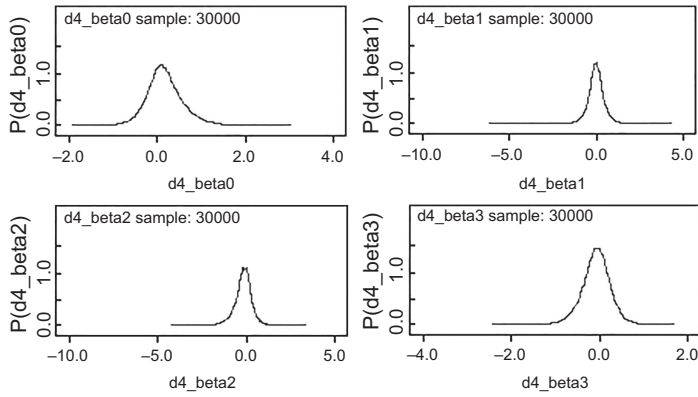 d4_beta0 sample: 30000
P(d4_beta0)
1.0
0.0
–2.0 0.0 2.0 4.0
d4_beta0
d4_beta1 sample: 30000
P(d4_beta1)
1.0
0.0
–10.0 –5.0 0.0 5.0
d4_beta1
d4_beta2 sample: 30000
P(d4_beta2)
1.0
0.0
–10.0 –5.0 –0.0 5.0
d4_beta2
d4_beta3 sample: 30000
P(d4_beta3)
1.0
0.0
–4.0 –2.0 0.0 2.0
d4_beta3